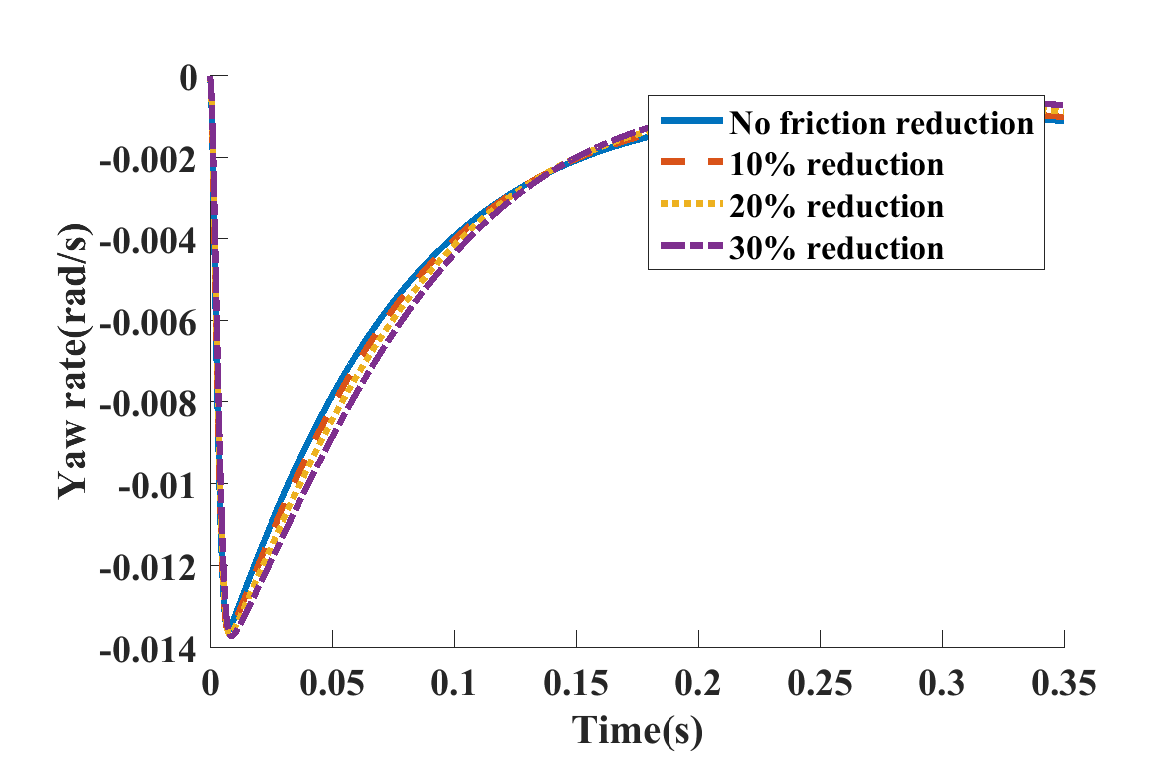 0
-0.002
-0.004
-0.006
-0.008
-0.01
-0.012
-0.014
Yaw rate(rad/s)
No friction reduction
10% reduction
20% reduction
30% reduction
0 0.05 0.1 0.15 0.2 0.25 0.3 0.35
Time(s)